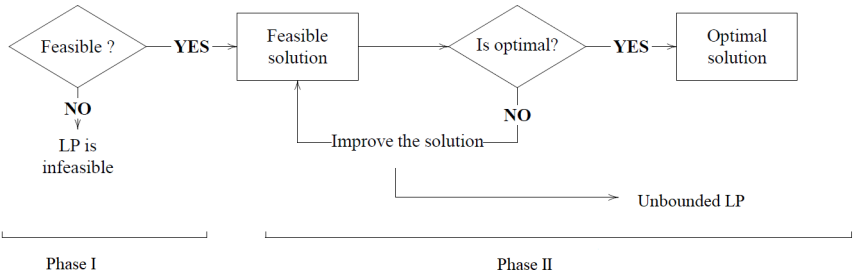 Feasible ?
YES
Feasible
solution
Is optimal?
YES
Optimal
solution
NO
LP is
infeasible
NO
Improve the solution
Unbounded LP
Phase I
Phase II